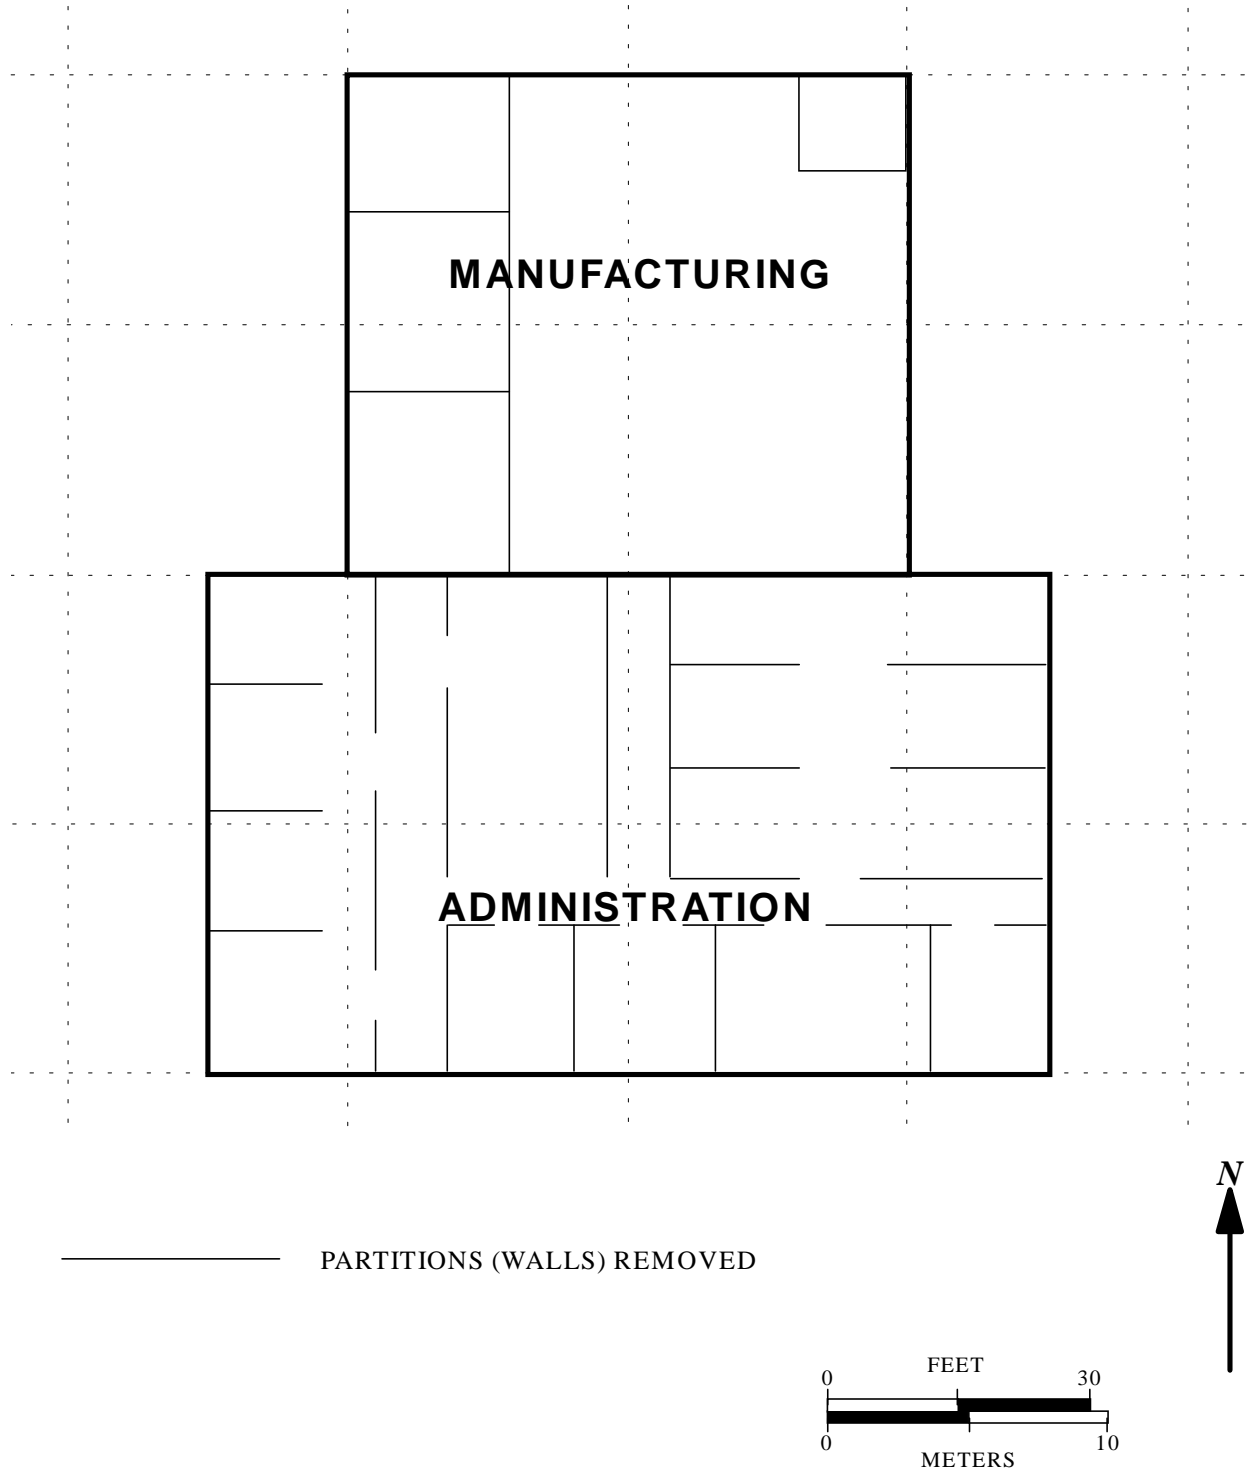 MANUFACTURING
ADMINISTRATION
N
PARTITIONS (WALLS) REMOVED
FEET
0 30
0 10
METERS